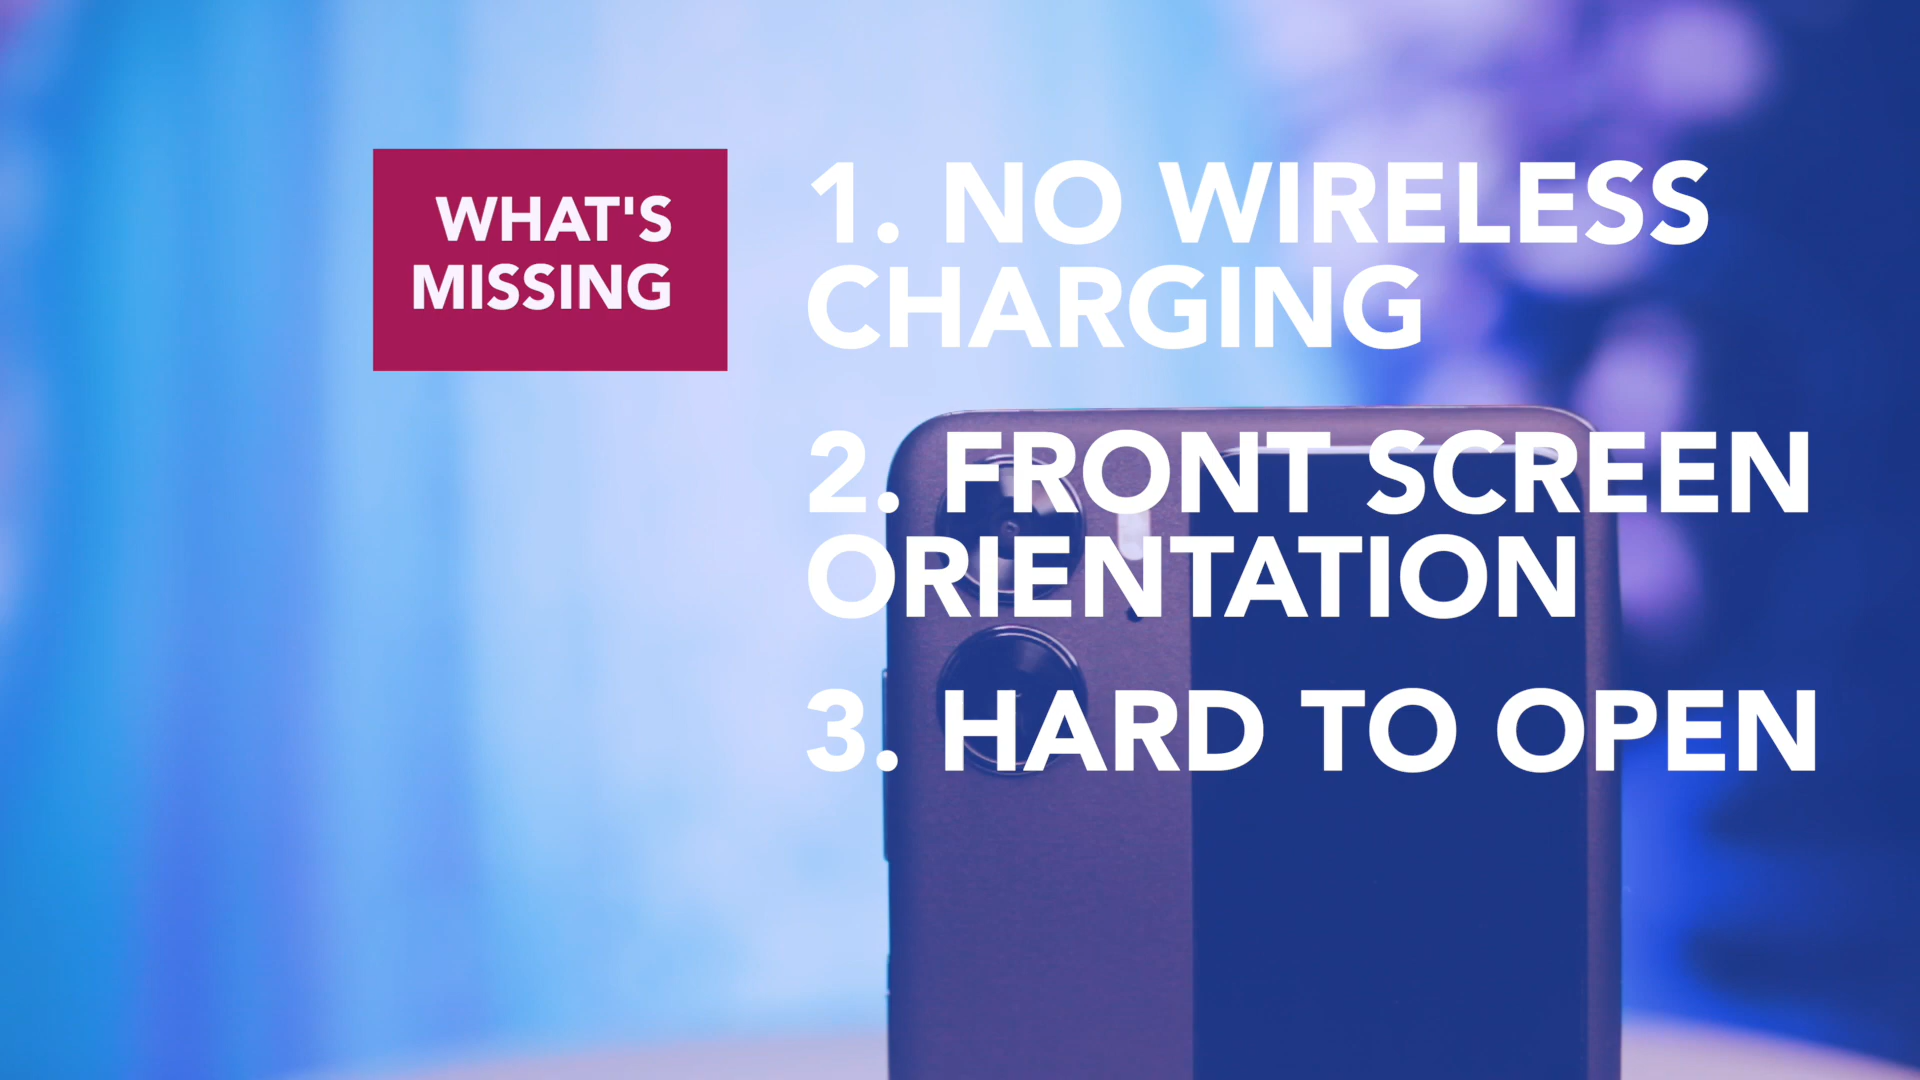 WHAT'S
MISSING
1. NO WIRELESS
CHARGING
2. FRONT SCREEN
ORIENTATION
3. HARD TO OPEN